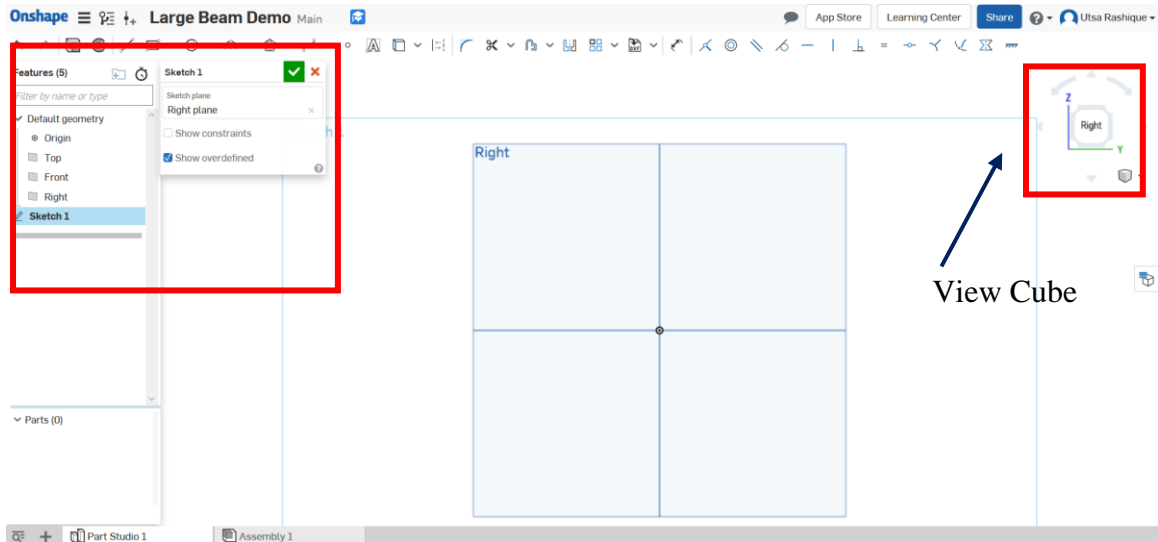 Onshape Large Beam Demo Main App Store Learning Center Share Utsa Rashique
Features (5)
Filter by name or type
Default geometry
Origin
Top
Front
Right
Sketch 1
Sketch 1
Sketch plane
Right plane
Show constraints
Show overdefined
Right
Z
Right
Y
View Cube
Parts (0)
Part Studio 1
Assembly 1